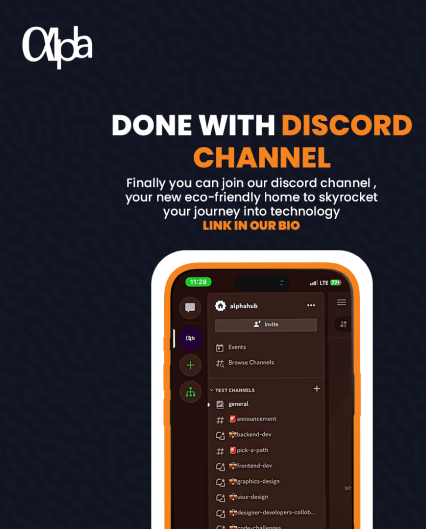 Alpa
DONE WITH DISCORD
CHANNEL
Finally you can join our discord channel ,
your new eco-friendly home to skyrocket
your journey into technology
LINK IN OUR BIO
11:28
LTE 77
alphahub
Invite
Events
Browse Channels
TEXT CHANNELS
general
announcement
backend-dev
pick-a-path
frontend-dev
graphics-design
uiux-design
designer-developers-collab...
code-challenges